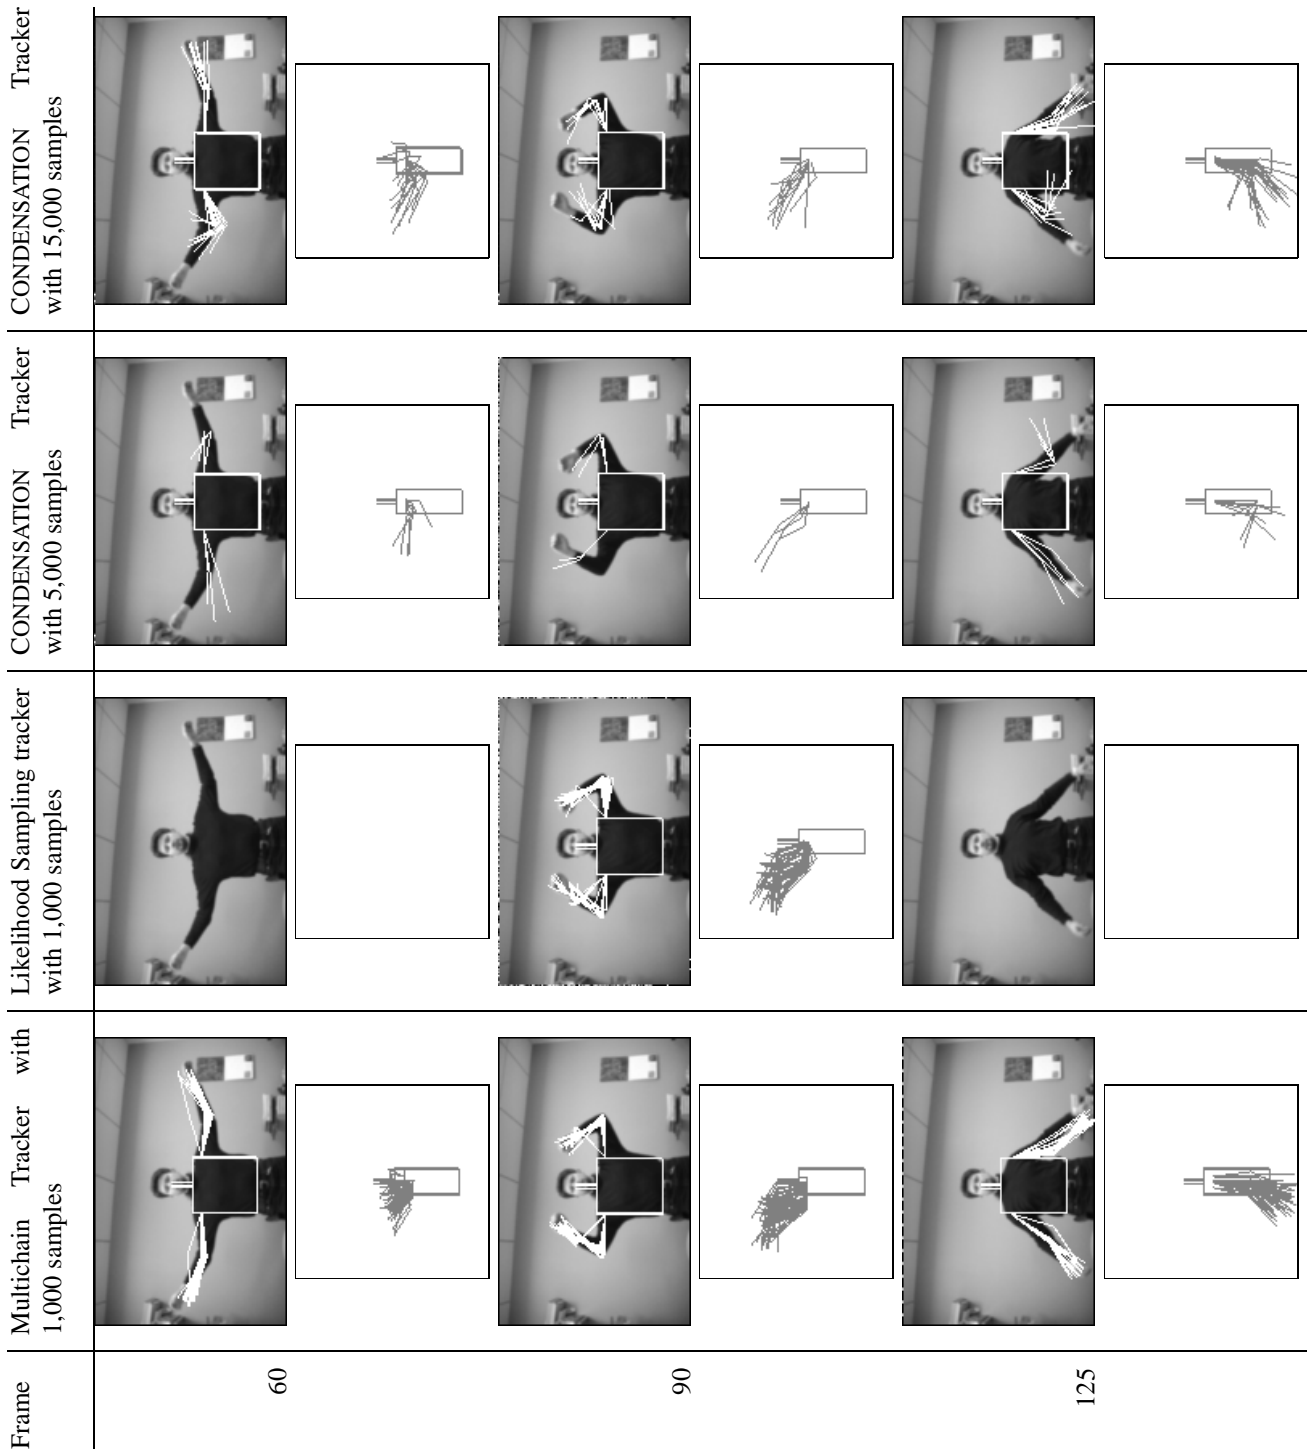 Frame
Multichain Tracker with
1,000 samples
Likelihood Sampling tracker
with 1,000 samples
CONDENSATION Tracker
with 5,000 samples
CONDENSATION Tracker
with 15,000 samples
60
90
125